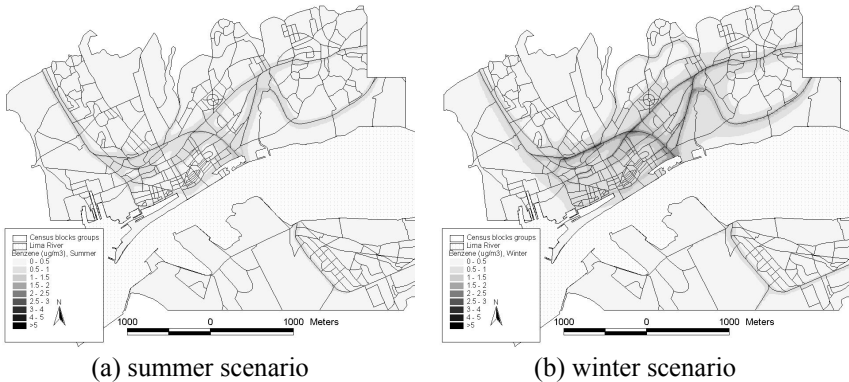 Census blocks groups
Lima River
Benzene (ug/m3), Summer
0 - 0.5
0.5 - 1
1 - 1.5
1.5 - 2
2 - 2.5
2.5 - 3
3 - 4
4 - 5
>5
N
1000 0 1000 Meters
(a) summer scenario
Census blocks groups
Lima River
Benzene (ug/m3), Winter
0 - 0.5
0.5 - 1
1 - 1.5
1.5 - 2
2 - 2.5
2.5 - 3
3 - 4
4 - 5
>5
N
1000 0 1000 Meters
(b) winter scenario